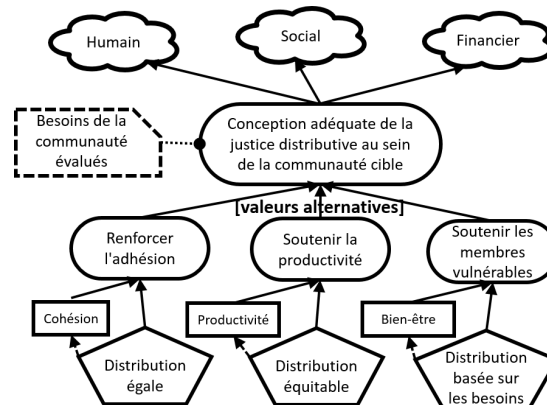 Humain
Social
Financier
Besoins de la
communauté
évalués
Conception adéquate de la
justice distributive au sein
de la communauté cible
[valeurs alternatives]
Renforcer
l'adhésion
Soutenir la
productivité
Soutenir les
membres
vulnérables
Cohésion
Productivité
Bien-être
Distribution
égale
Distribution
équitable
Distribution
basée sur
les besoins